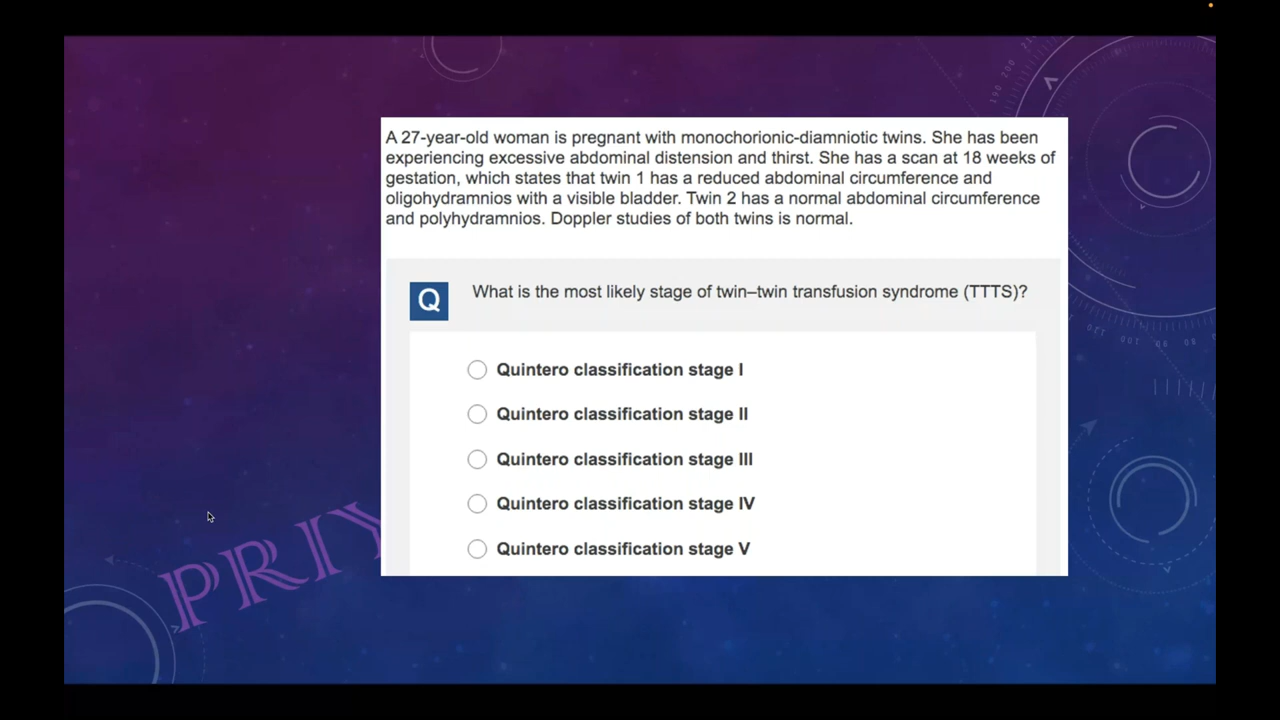 A 27-year-old woman is pregnant with monochorionic-diamniotic twins. She has been
experiencing excessive abdominal distension and thirst. She has a scan at 18 weeks of
gestation, which states that twin 1 has a reduced abdominal circumference and
oligohydramnios with a visible bladder. Twin 2 has a normal abdominal circumference
and polyhydramnios. Doppler studies of both twins is normal.
Q
What is the most likely stage of twin–twin transfusion syndrome (TTTS)?
Quintero classification stage I
Quintero classification stage II
Quintero classification stage III
Quintero classification stage IV
Quintero classification stage V